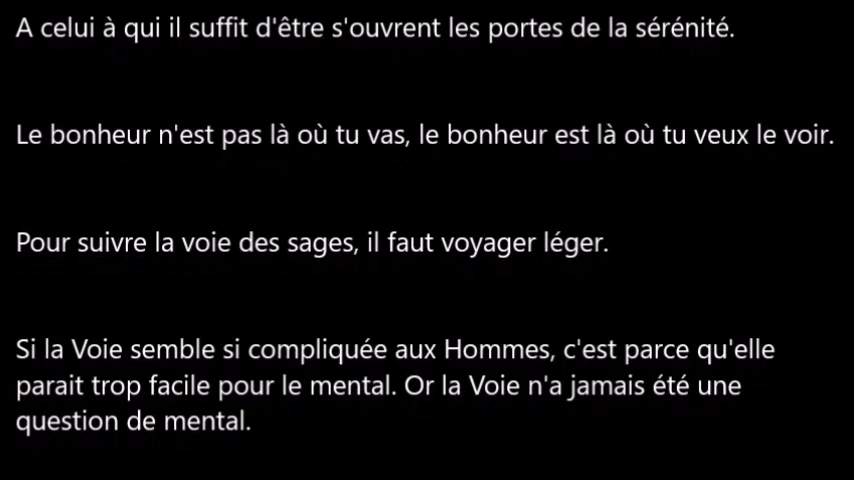 A celui à qui il suffit d'être s'ouvrent les portes de la sérénité.
Le bonheur n'est pas là où tu vas, le bonheur est là où tu veux le voir.
Pour suivre la voie des sages, il faut voyager léger.
Si la Voie semble si compliquée aux Hommes, c'est parce qu'elle
parait trop facile pour le mental. Or la Voie n'a jamais été une
question de mental.